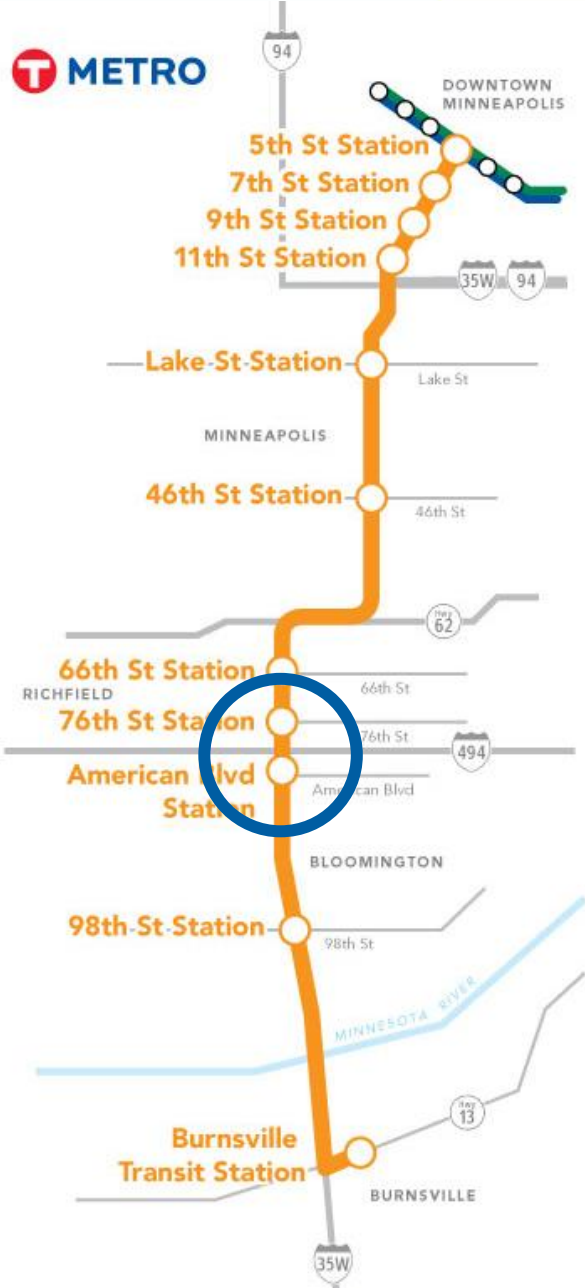 94
T METRO
DOWNTOWN
MINNEAPOLIS
5th St Station
7th St Station
9th St Station
11th St Station
35W 94
Lake St Station
Lake St
MINNEAPOLIS
46th St Station
46th St
Hwy
62
66th St Station
66th St
RICHFIELD
76th St Station
76th St
494
American Blvd
Station
American Blvd
BLOOMINGTON
98th St Station
98th St
MINNESOTA RIVER
Hwy
13
Burnsville
Transit Station
BURNSVILLE
35W